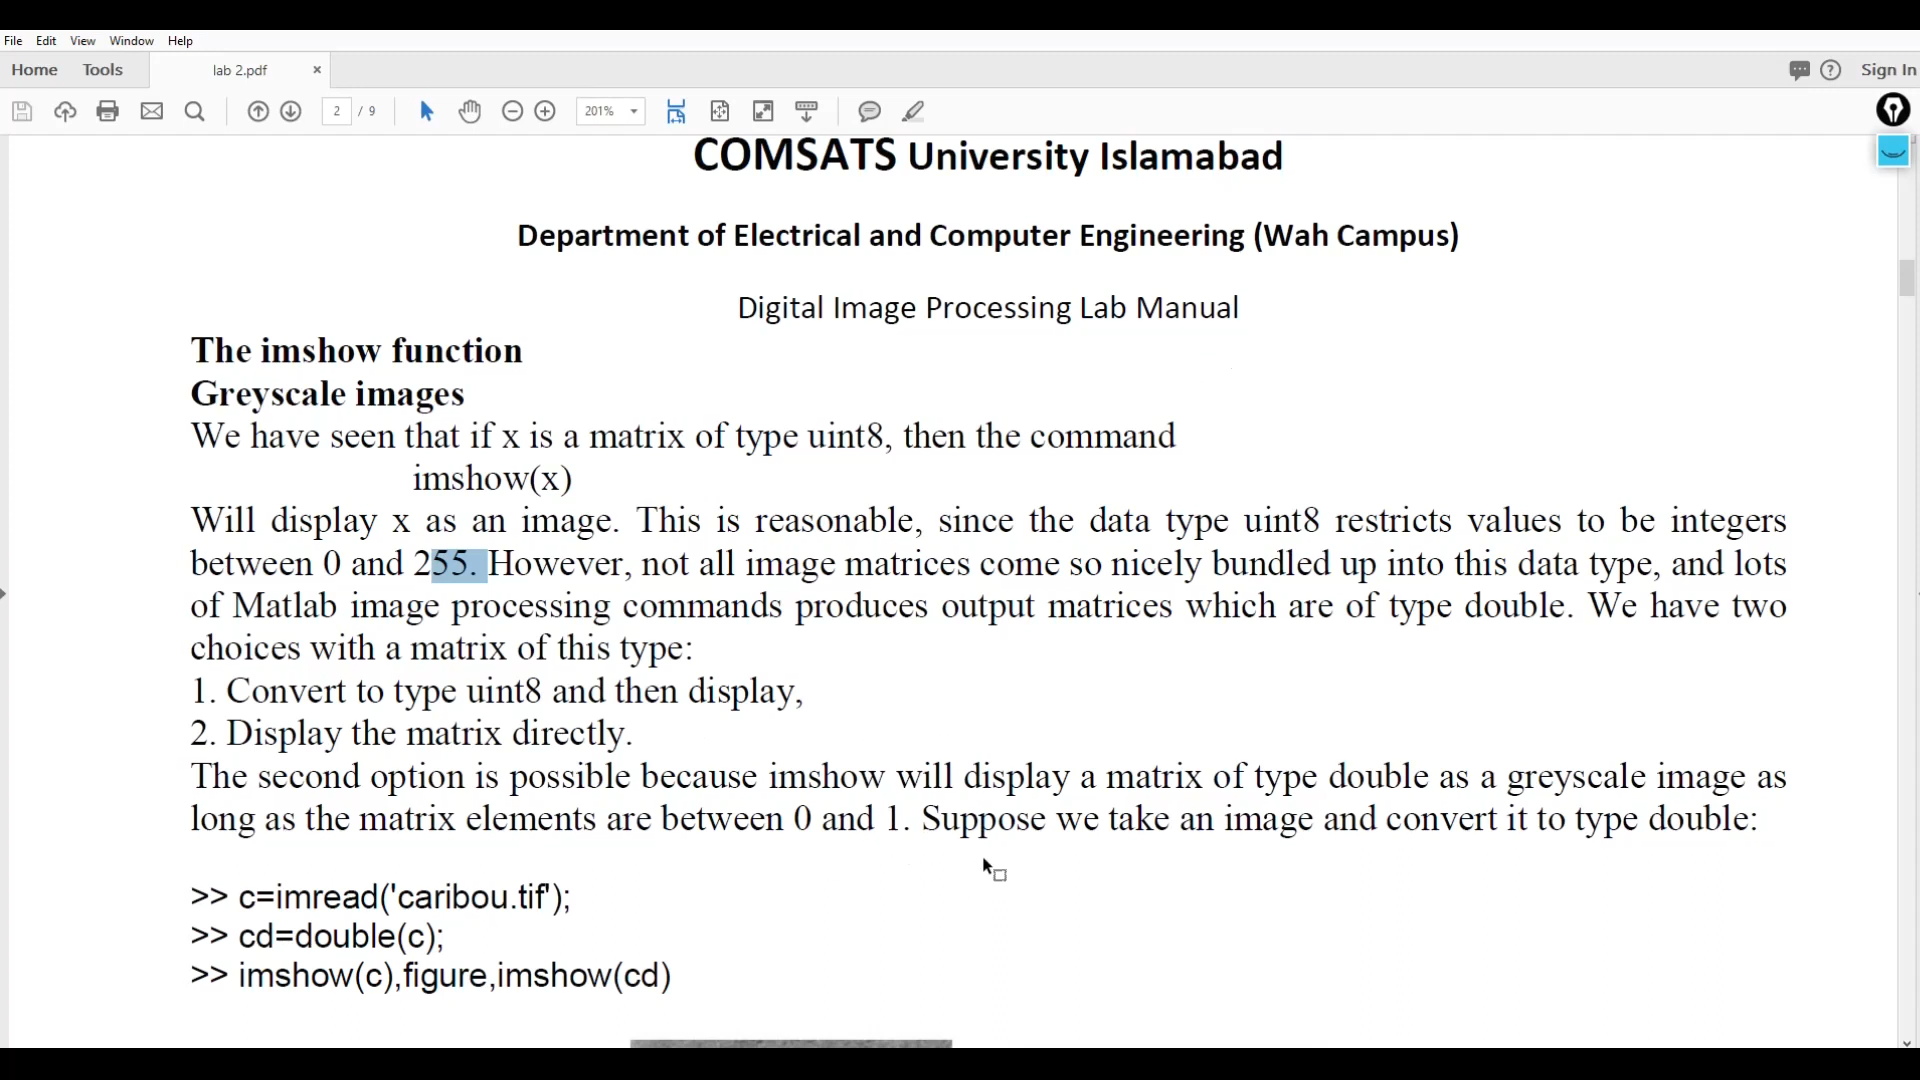 File Edit View Window Help
Home Tools lab 2.pdf × Sign In
2 / 9 201%
COMSATS University Islamabad
Department of Electrical and Computer Engineering (Wah Campus)
Digital Image Processing Lab Manual
The imshow function
Greyscale images
We have seen that if x is a matrix of type uint8, then the command
imshow(x)
Will display x as an image. This is reasonable, since the data type uint8 restricts values to be integers
between 0 and 255. However, not all image matrices come so nicely bundled up into this data type, and lots
of Matlab image processing commands produces output matrices which are of type double. We have two
choices with a matrix of this type:
1. Convert to type uint8 and then display,
2. Display the matrix directly.
The second option is possible because imshow will display a matrix of type double as a greyscale image as
long as the matrix elements are between 0 and 1. Suppose we take an image and convert it to type double:
>> c=imread('caribou.tif');
>> cd=double(c);
>> imshow(c),figure,imshow(cd)